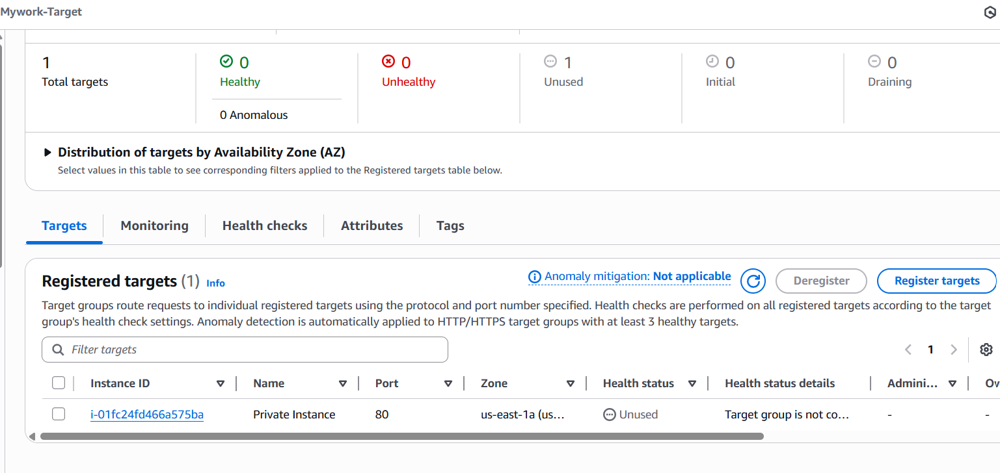 Mywork-Target
1
Total targets
0
Healthy
0 Anomalous
0
Unhealthy
1
Unused
0
Initial
0
Draining
Distribution of targets by Availability Zone (AZ)
Select values in this table to see corresponding filters applied to the Registered targets table below.
Targets Monitoring Health checks Attributes Tags
Registered targets (1) Info Anomaly mitigation: Not applicable Deregister Register targets
Target groups route requests to individual registered targets using the protocol and port number specified. Health checks are performed on all registered targets according to the target
group's health check settings. Anomaly detection is automatically applied to HTTP/HTTPS target groups with at least 3 healthy targets.
Filter targets 1
Instance ID Name Port Zone Health status Health status details Admini... Ov
i-01fc24fd466a575ba Private Instance 80 us-east-1a (us... Unused Target group is not co... - -